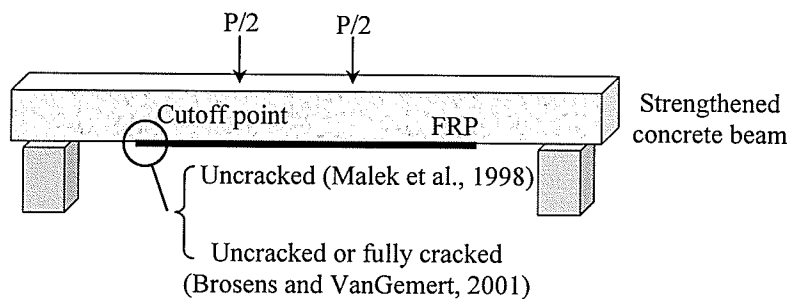 P/2
P/2
Cutoff point
FRP
Strengthened
concrete beam
Uncracked (Malek et al., 1998)
Uncracked or fully cracked
(Brosens and VanGemert, 2001)